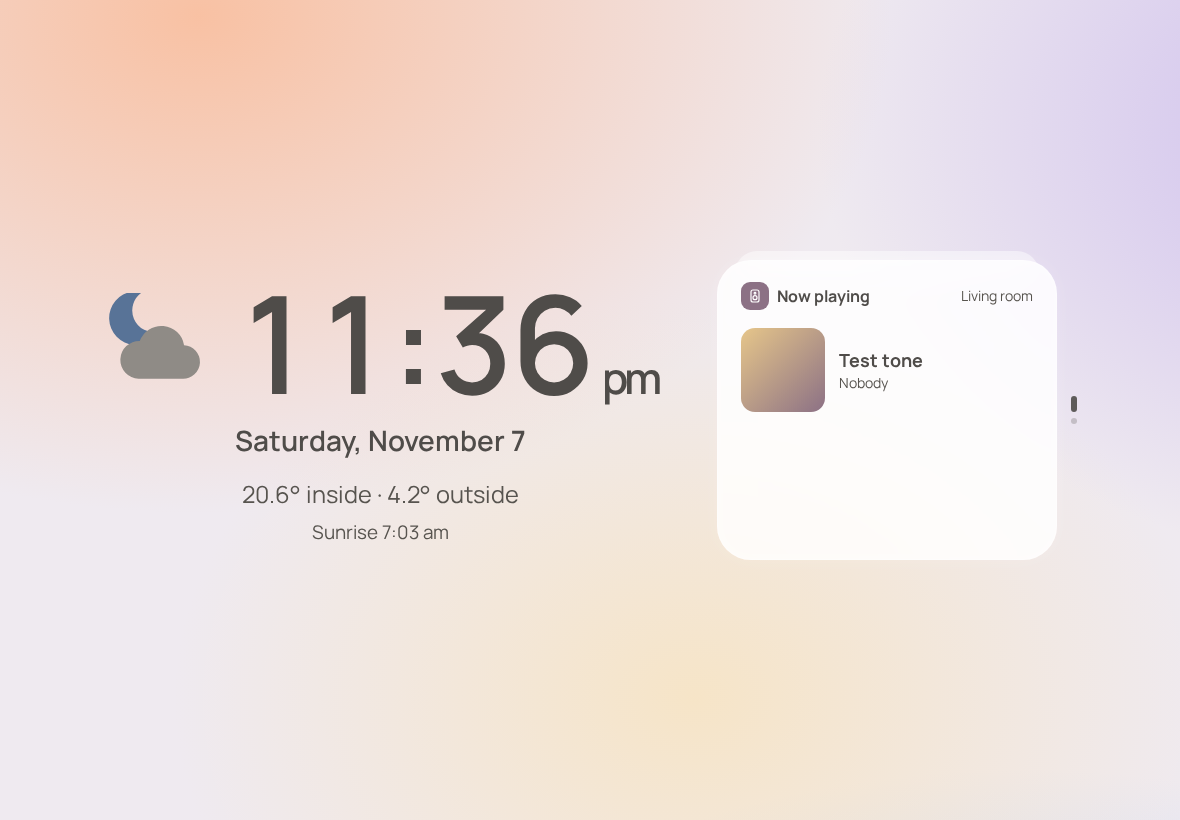 11:36 pm
Saturday, November 7
20.6° inside · 4.2° outside
Sunrise 7:03 am
Now playing
Living room
Test tone
Nobody